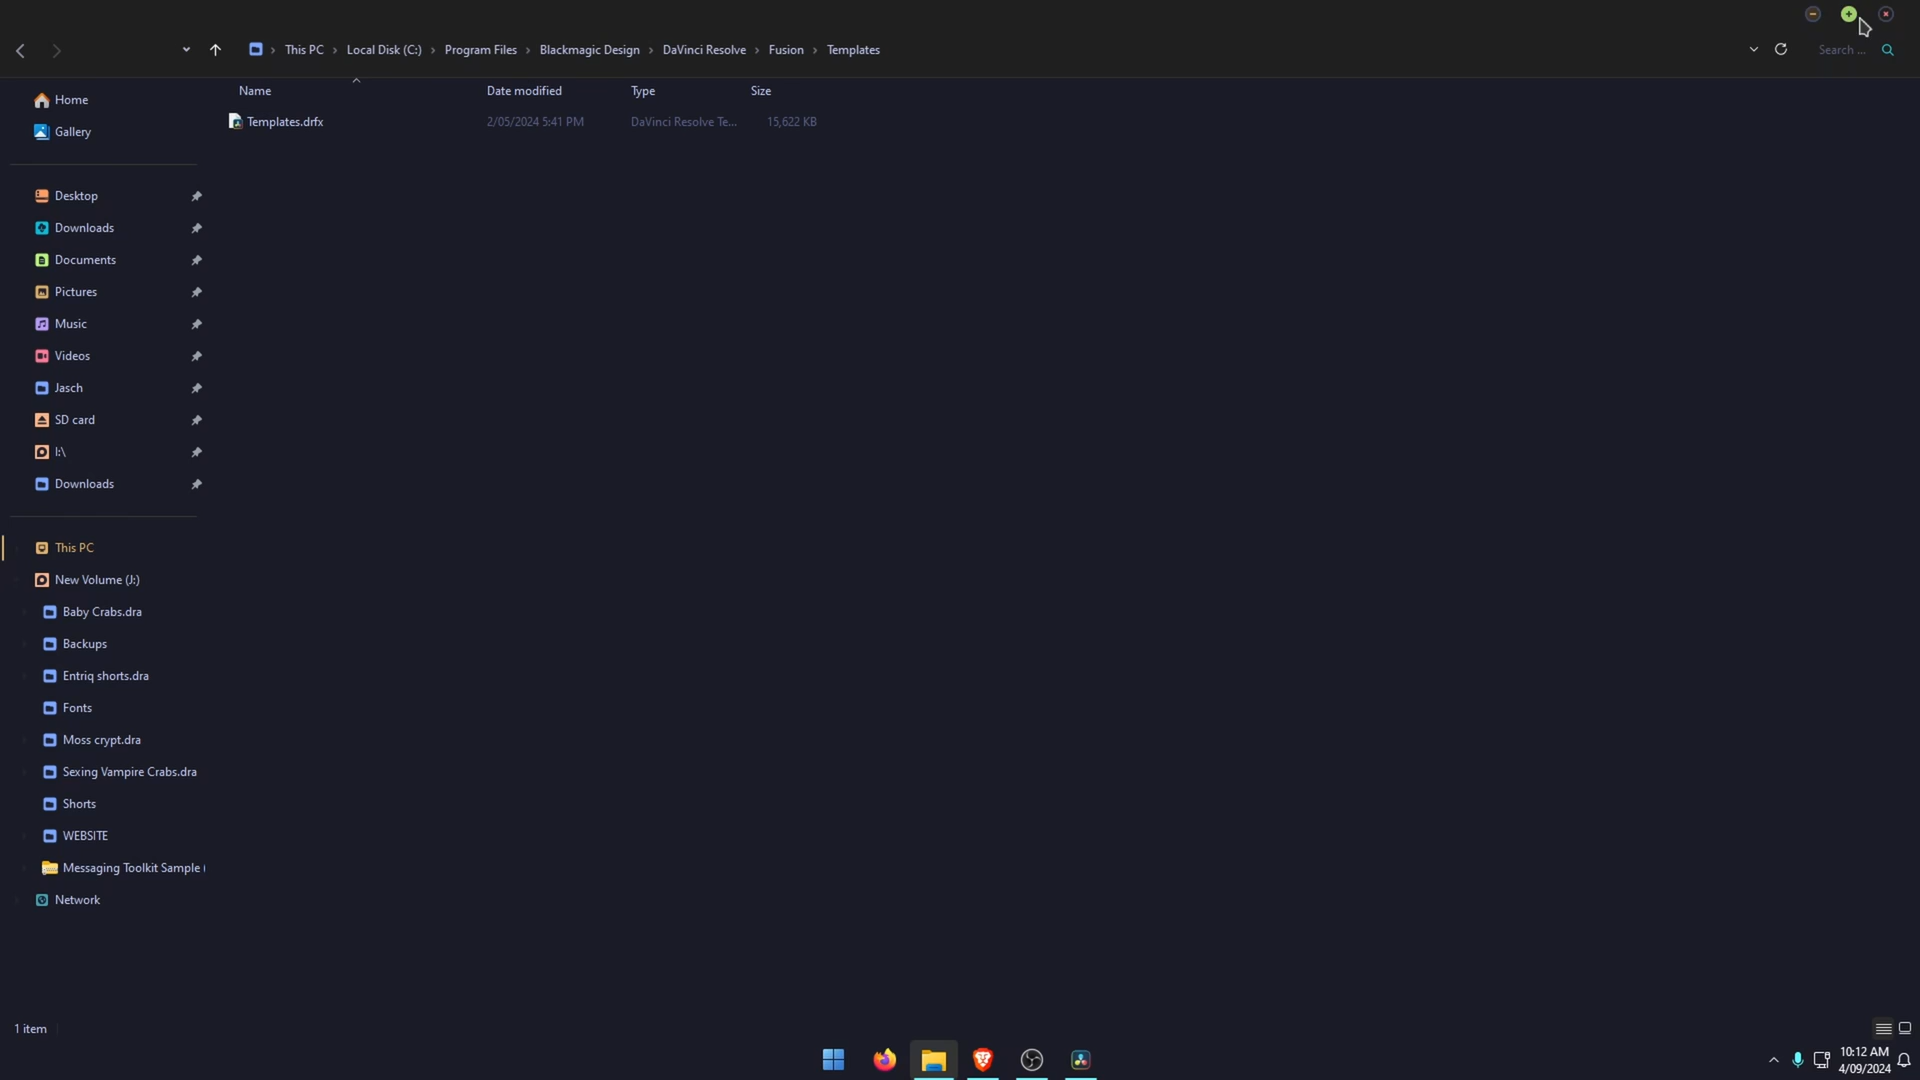 This PC > Local Disk (C:) > Program Files > Blackmagic Design > DaVinci Resolve > Fusion > Templates
Search ...
Name Date modified Type Size
Templates.drfx 2/05/2024 5:41 PM DaVinci Resolve Te... 15,622 KB
Home
Gallery
Desktop
Downloads
Documents
Pictures
Music
Videos
Jasch
SD card
I:\
Downloads
This PC
New Volume (J:)
Baby Crabs.dra
Backups
Entriq shorts.dra
Fonts
Moss crypt.dra
Sexing Vampire Crabs.dra
Shorts
WEBSITE
Messaging Toolkit Sample (
Network
1 item
10:12 AM
4/09/2024